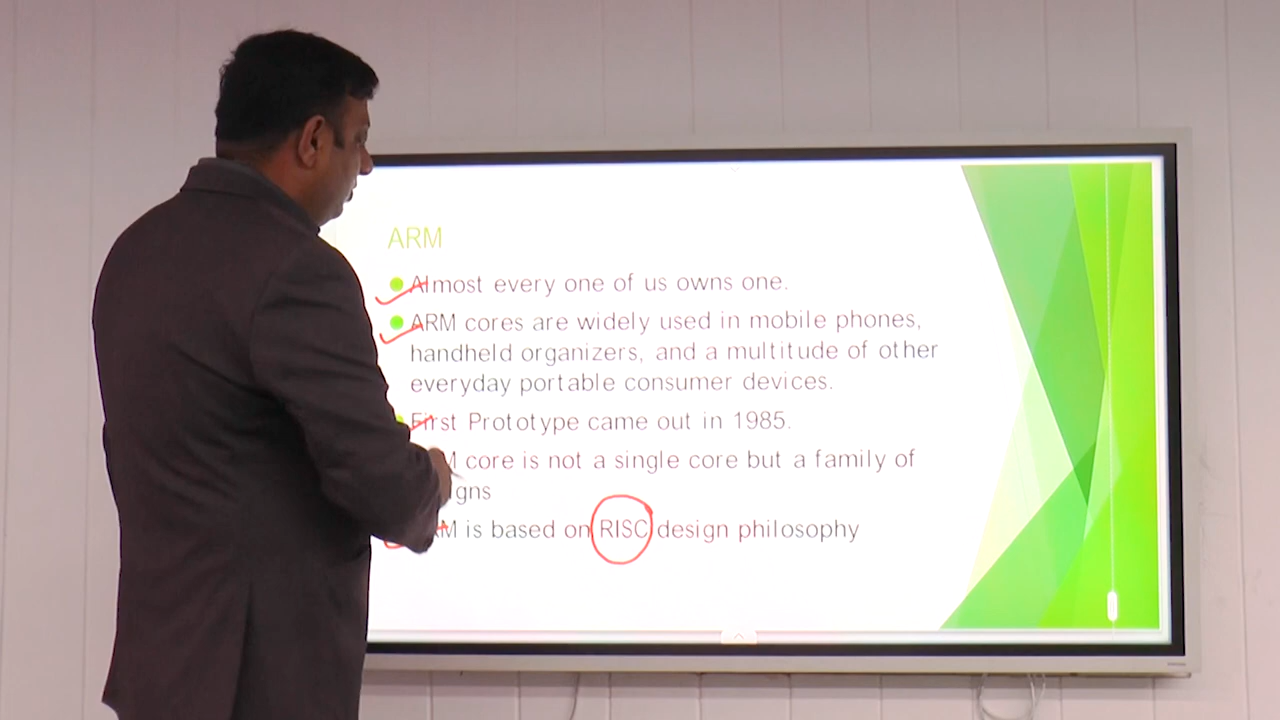 ARM
Almost every one of us owns one.
ARM cores are widely used in mobile phones,
handheld organizers, and a multitude of other
everyday portable consumer devices.
First Prototype came out in 1985.
M core is not a single core but a family of
igns
ARM is based on RISC design philosophy